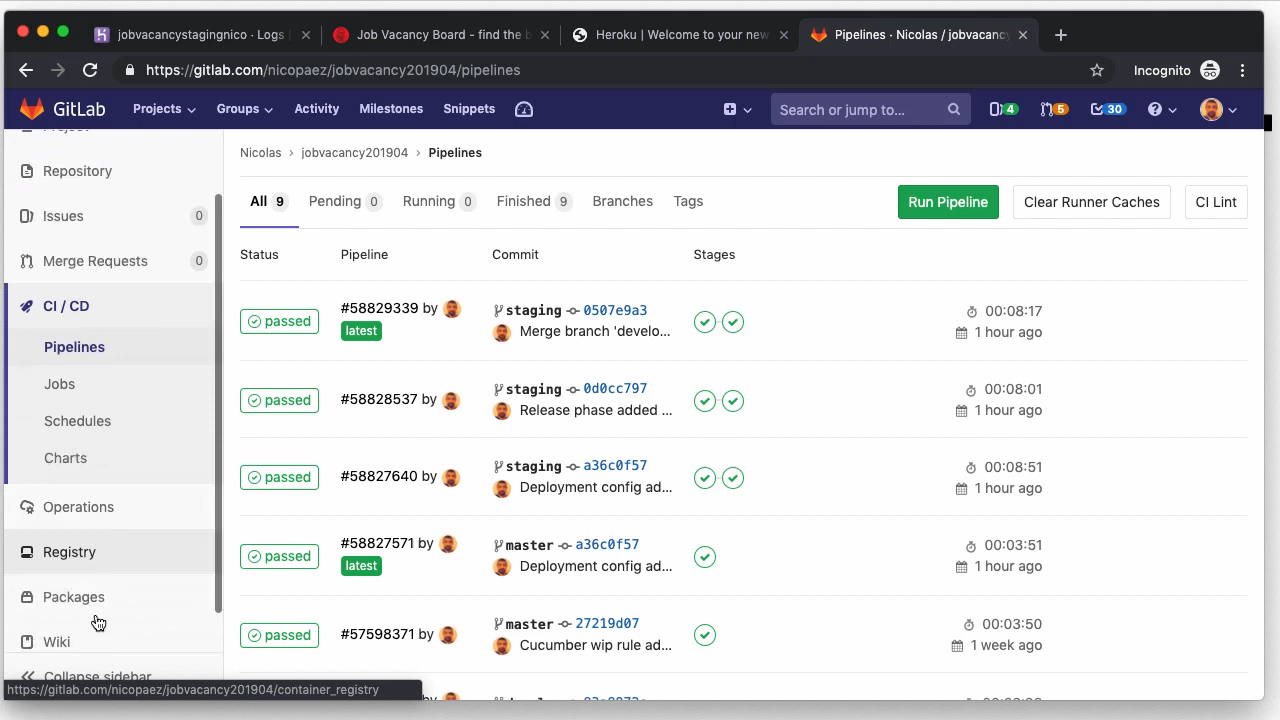 jobvacancystagingnico · Logs
Job Vacancy Board - find the b
Heroku | Welcome to your new
Pipelines · Nicolas / jobvacancy
https://gitlab.com/nicopaez/jobvacancy201904/pipelines
Incognito
GitLab
Projects
Groups
Activity
Milestones
Snippets
Search or jump to...
4
5
30
Project
Repository
Issues 0
Merge Requests 0
CI / CD
Pipelines
Jobs
Schedules
Charts
Operations
Registry
Packages
Wiki
Collapse sidebar
https://gitlab.com/nicopaez/jobvacancy201904/container_registry
Nicolas › jobvacancy201904 › Pipelines
All 9
Pending 0
Running 0
Finished 9
Branches
Tags
Run Pipeline
Clear Runner Caches
CI Lint
Status Pipeline Commit Stages
passed #58829339 by staging 0507e9a3 00:08:17
latest Merge branch 'develo... 1 hour ago
passed #58828537 by staging 0d0cc797 00:08:01
Release phase added ... 1 hour ago
passed #58827640 by staging a36c0f57 00:08:51
Deployment config ad... 1 hour ago
passed #58827571 by master a36c0f57 00:03:51
latest Deployment config ad... 1 hour ago
passed #57598371 by master 27219d07 00:03:50
Cucumber wip rule ad... 1 week ago
by